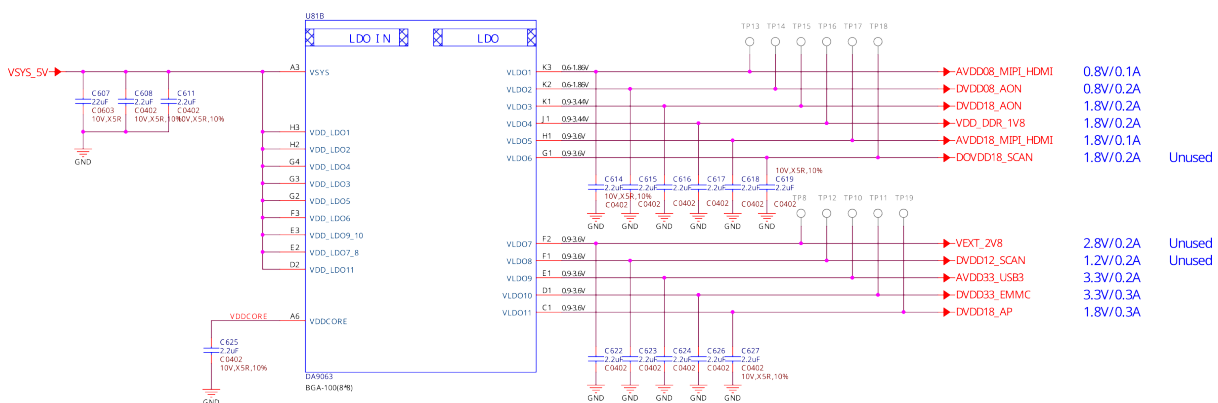 U81B
LDO IN
LDO
TP13 TP14 TP15 TP16 TP17 TP18
VSYS_5V
A3 VSYS
C607
22uF
C0603
10V,X5R
C608
2.2uF
C0402
10V,X5R,10%
C611
2.2uF
C0402
10V,X5R,10%
GND
H3 VDD_LDO1
H2 VDD_LDO2
G4 VDD_LDO4
G3 VDD_LDO3
G2 VDD_LDO5
F3 VDD_LDO6
E3 VDD_LDO9_10
E2 VDD_LDO7_8
D2 VDD_LDO11
VDDCORE A6 VDDCORE
C625
2.2uF
C0402
10V,X5R,10%
GND
VLDO1 K3 0.6-1.86V AVDD08_MIPI_HDMI 0.8V/0.1A
VLDO2 K2 0.6-1.86V DVDD08_AON 0.8V/0.2A
VLDO3 K1 0.9-3.44V DVDD18_AON 1.8V/0.2A
VLDO4 J1 0.9-3.44V VDD_DDR_1V8 1.8V/0.2A
VLDO5 H1 0.9-3.6V AVDD18_MIPI_HDMI 1.8V/0.1A
VLDO6 G1 0.9-3.6V DOVDD18_SCAN 1.8V/0.2A Unused
C614
2.2uF
10V,X5R,10%
C0402
C615
2.2uF
C0402
C616
2.2uF
C0402
C617
2.2uF
C0402
C618
2.2uF
C0402
10V,X5R,10%
C619
2.2uF
C0402
GND GND GND GND GND GND
TP8 TP12 TP10 TP11 TP19
VLDO7 F2 0.9-3.6V VEXT_2V8 2.8V/0.2A Unused
VLDO8 F1 0.9-3.6V DVDD12_SCAN 1.2V/0.2A Unused
VLDO9 E1 0.9-3.6V AVDD33_USB3 3.3V/0.2A
VLDO10 D1 0.9-3.6V DVDD33_EMMC 3.3V/0.3A
VLDO11 C1 0.9-3.6V DVDD18_AP 1.8V/0.3A
C622
2.2uF
C0402
C623
2.2uF
C0402
C624
2.2uF
C0402
C626
2.2uF
C0402
C627
2.2uF
C0402
10V,X5R,10%
GND GND GND GND GND
DA9063
BGA-100(8*8)